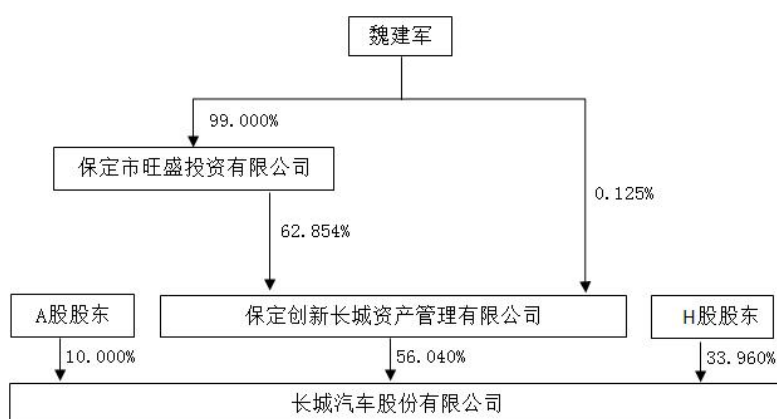 魏建军
99.000%
保定市旺盛投资有限公司
0.125%
62.854%
A股股东
保定创新长城资产管理有限公司
H股股东
10.000%
56.040%
33.960%
长城汽车股份有限公司